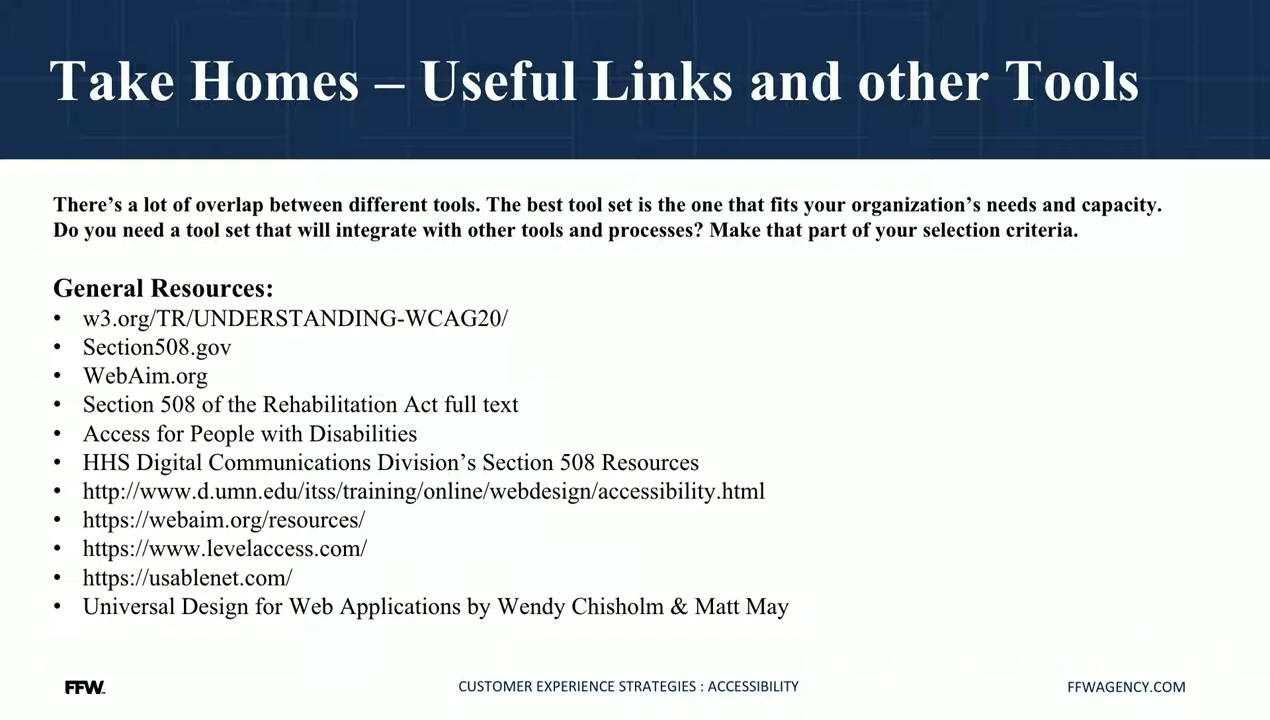 Take Homes – Useful Links and other Tools
There’s a lot of overlap between different tools. The best tool set is the one that fits your organization’s needs and capacity.
Do you need a tool set that will integrate with other tools and processes? Make that part of your selection criteria.
General Resources:
• w3.org/TR/UNDERSTANDING-WCAG20/
• Section508.gov
• WebAim.org
• Section 508 of the Rehabilitation Act full text
• Access for People with Disabilities
• HHS Digital Communications Division’s Section 508 Resources
• http://www.d.umn.edu/itss/training/online/webdesign/accessibility.html
• https://webaim.org/resources/
• https://www.levelaccess.com/
• https://usablenet.com/
• Universal Design for Web Applications by Wendy Chisholm & Matt May
FFW CUSTOMER EXPERIENCE STRATEGIES : ACCESSIBILITY FFWAGENCY.COM